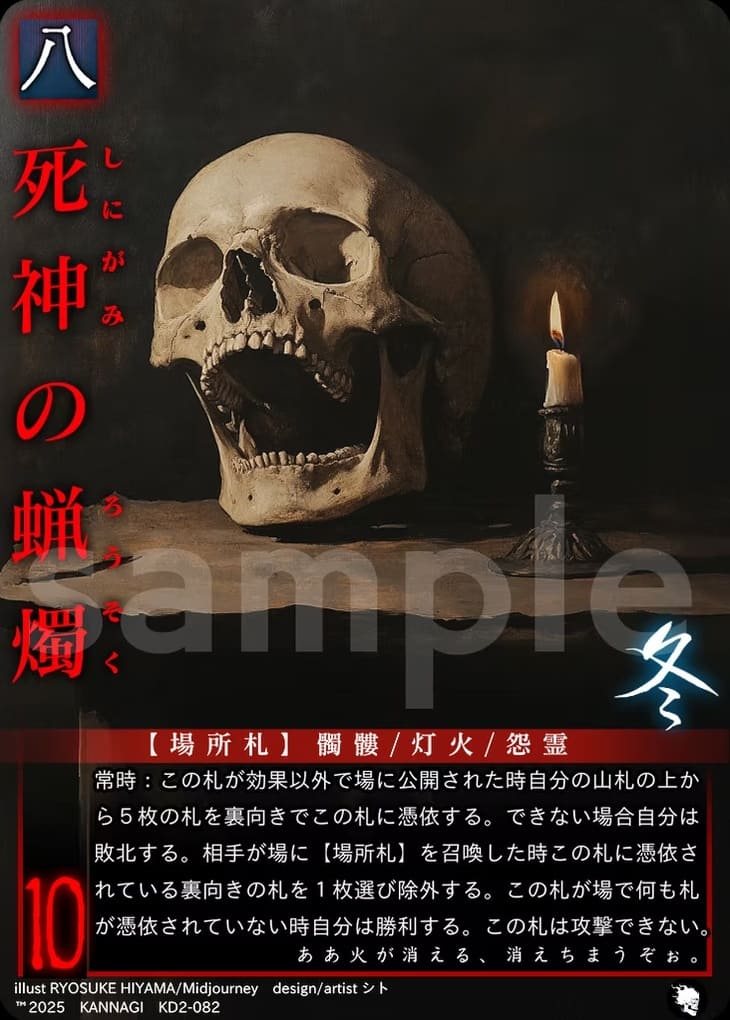 八
死神の蝋燭
しにがみ
ろうそく
sample
冬
【場所札】髑髏/灯火/怨霊
常時：この札が効果以外で場に公開された時自分の山札の上か
ら５枚の札を裏向きでこの札に憑依する。できない場合自分は
敗北する。相手が場に【場所札】を召喚した時この札に憑依さ
れている裏向きの札を１枚選び除外する。この札が場で何も札
が憑依されていない時自分は勝利する。この札は攻撃できない。
ああ火が消える、消えちまうぞぉ。
10
illust RYOSUKE HIYAMA/Midjourney design/artist シト
™2025 KANNAGI KD2-082